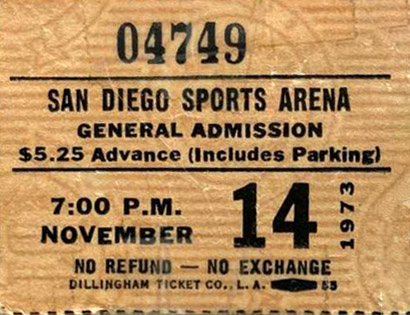 04749
SAN DIEGO SPORTS ARENA
GENERAL ADMISSION
$5.25 Advance (Includes Parking)
7:00 P.M.
NOVEMBER 14 1973
NO REFUND — NO EXCHANGE
DILLINGHAM TICKET CO., L. A. 55